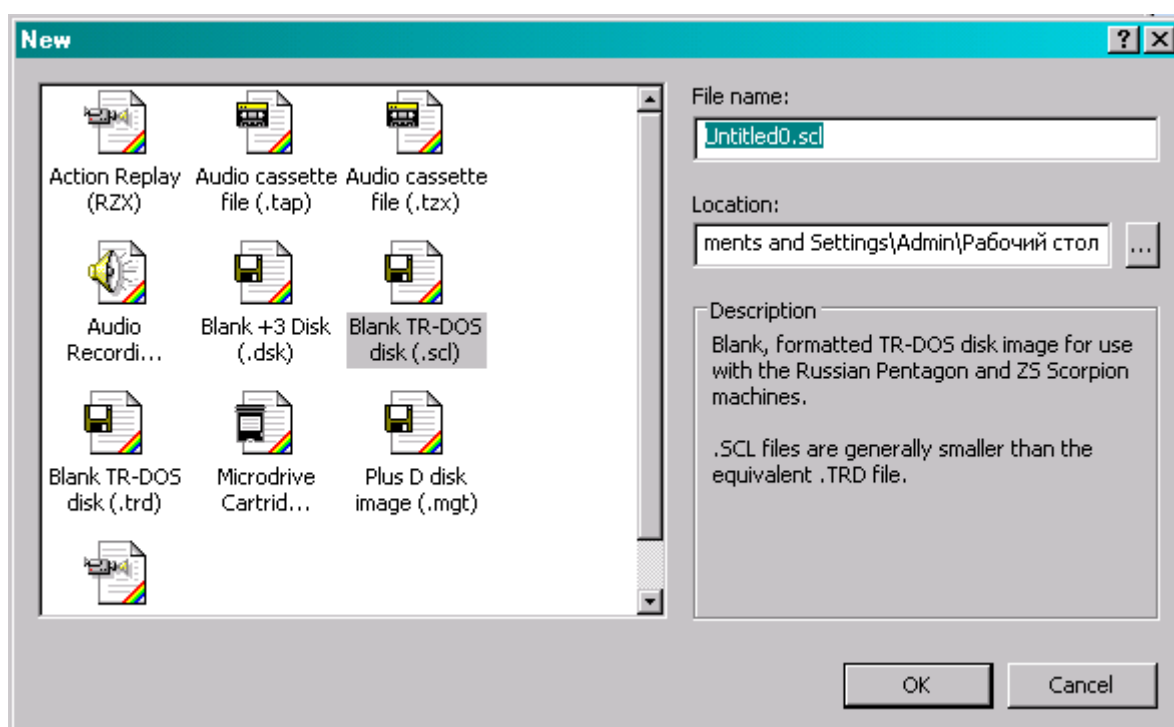 New
Action Replay
(RZX)
Audio cassette
file (.tap)
Audio cassette
file (.tzx)
Audio
Recordi...
Blank +3 Disk
(.dsk)
Blank TR-DOS
disk (.scl)
Blank TR-DOS
disk (.trd)
Microdrive
Cartrid...
Plus D disk
image (.mgt)
File name:
Untitled0.scl
Location:
ments and Settings\Admin\Рабочий стол
...
Description
Blank, formatted TR-DOS disk image for use
with the Russian Pentagon and ZS Scorpion
machines.
.SCL files are generally smaller than the
equivalent .TRD file.
OK
Cancel